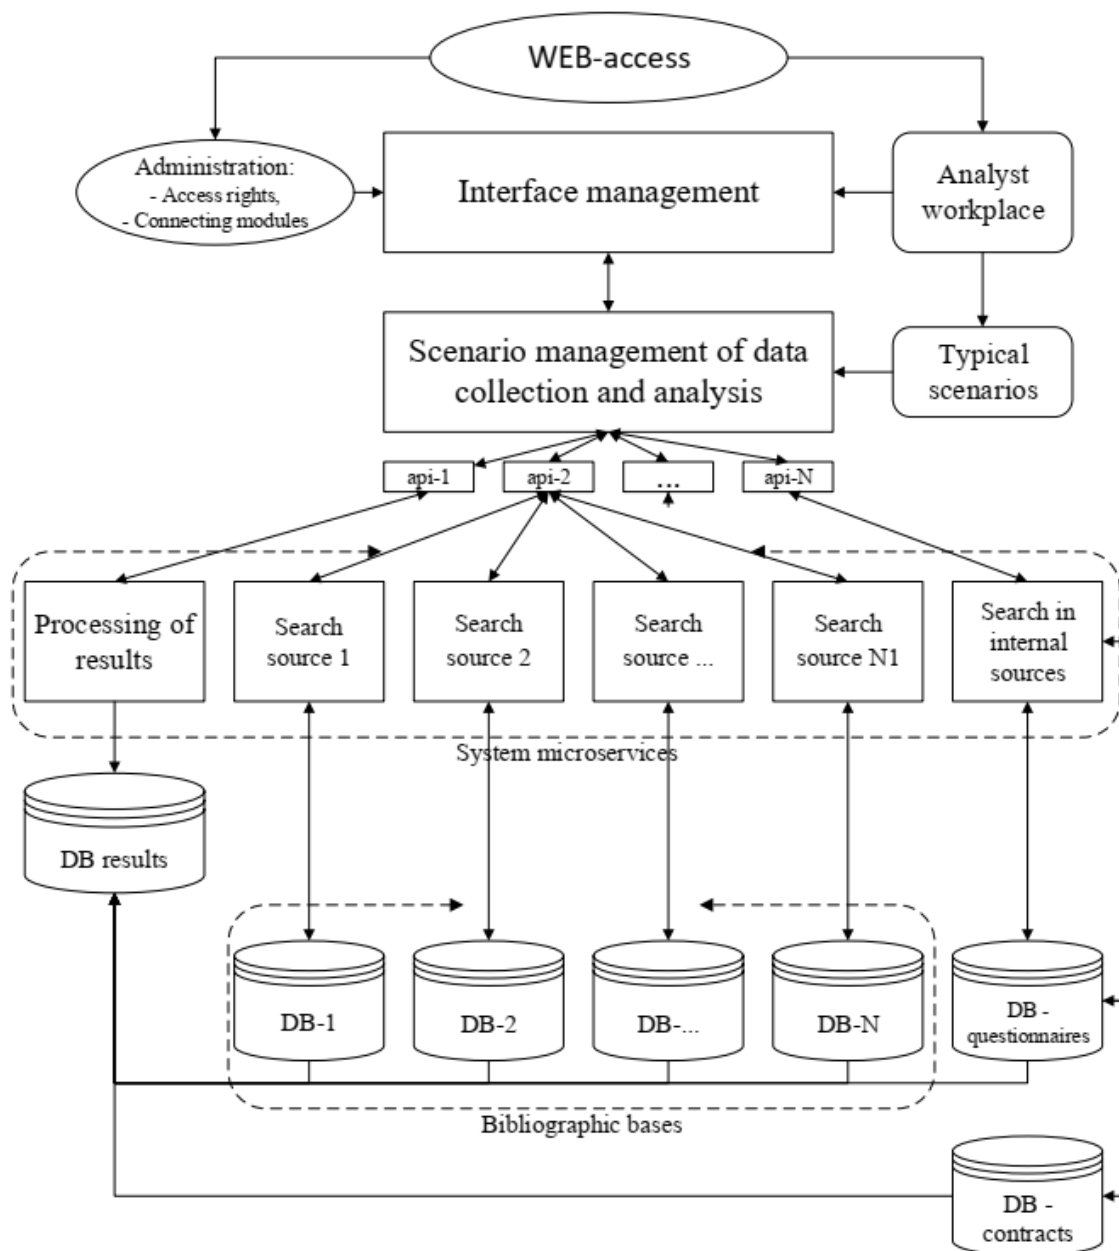 WEB-access
Administration:
- Access rights,
- Connecting modules
Interface management
Analyst
workplace
Scenario management of data
collection and analysis
Typical
scenarios
api-1
api-2
...
api-N
Processing of
results
Search
source 1
Search
source 2
Search
source ...
Search
source N1
Search in
internal
sources
System microservices
DB results
DB-1
DB-2
DB-...
DB-N
DB -
questionnaires
Bibliographic bases
DB -
contracts